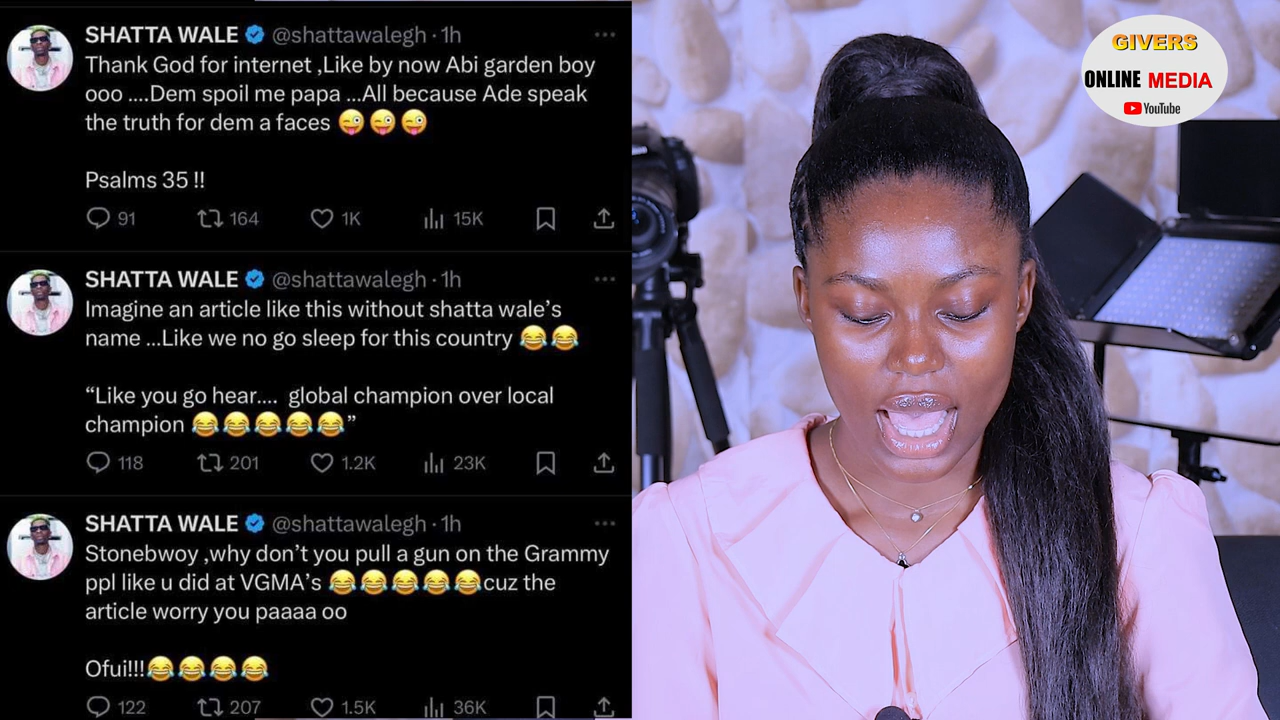 SHATTA WALE @shattawalegh · 1h
Thank God for internet ,Like by now Abi garden boy
ooo ....Dem spoil me papa ...All because Ade speak
the truth for dem a faces 😜😜😜
Psalms 35 !!
91 164 1K 15K
SHATTA WALE @shattawalegh · 1h
Imagine an article like this without shatta wale’s
name ...Like we no go sleep for this country 😂😂
“Like you go hear.... global champion over local
champion 😂😂😂😂😂”
118 201 1.2K 23K
SHATTA WALE @shattawalegh · 1h
Stonebwoy ,why don’t you pull a gun on the Grammy
ppl like u did at VGMA’s 😂😂😂😂😂cuz the
article worry you paaaa oo
Ofui!!!😂😂😂😂
122 207 1.5K 36K
GIVERS
ONLINE MEDIA
YouTube